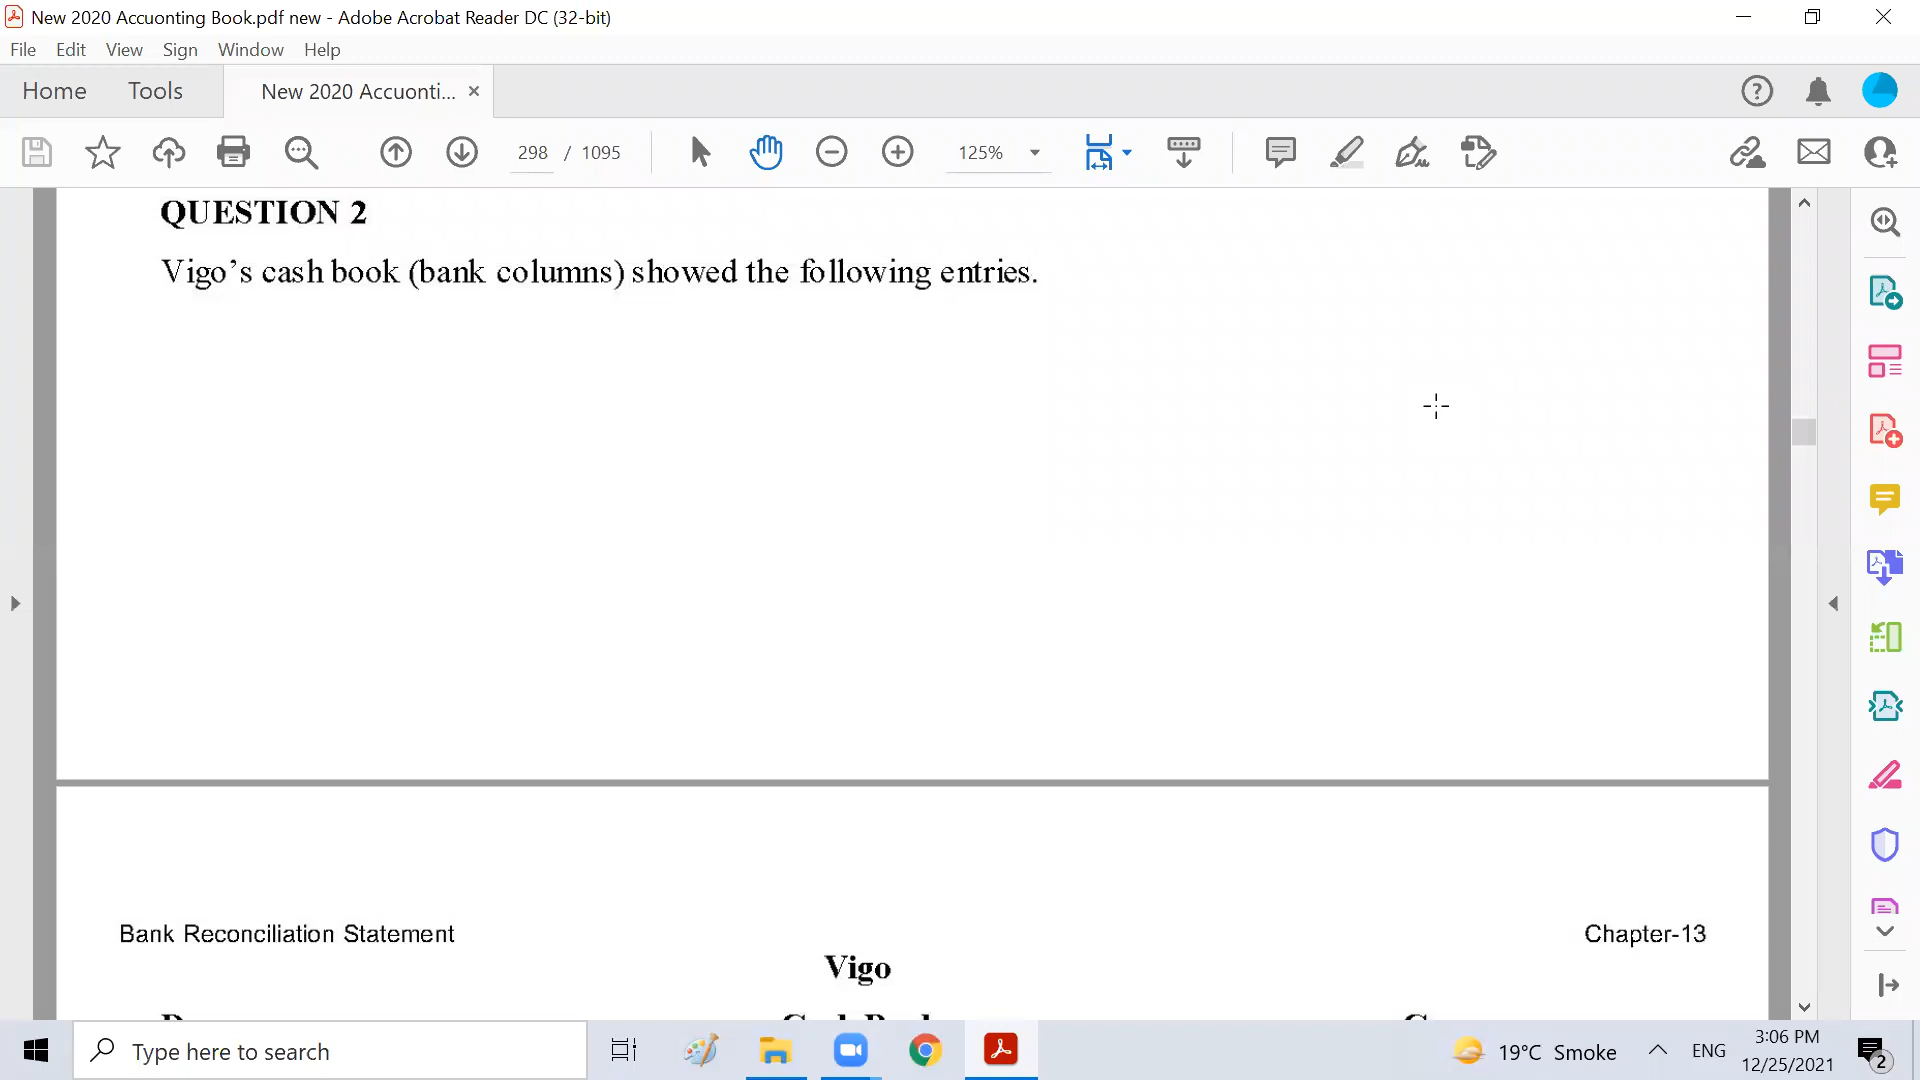 New 2020 Accuonting Book.pdf new - Adobe Acrobat Reader DC (32-bit)
File Edit View Sign Window Help
Home Tools New 2020 Accuonti... ×
298 / 1095 125%
QUESTION 2
Vigo’s cash book (bank columns) showed the following entries.
Bank Reconciliation Statement Chapter-13
Vigo
Type here to search
19°C Smoke
ENG
3:06 PM
12/25/2021
2